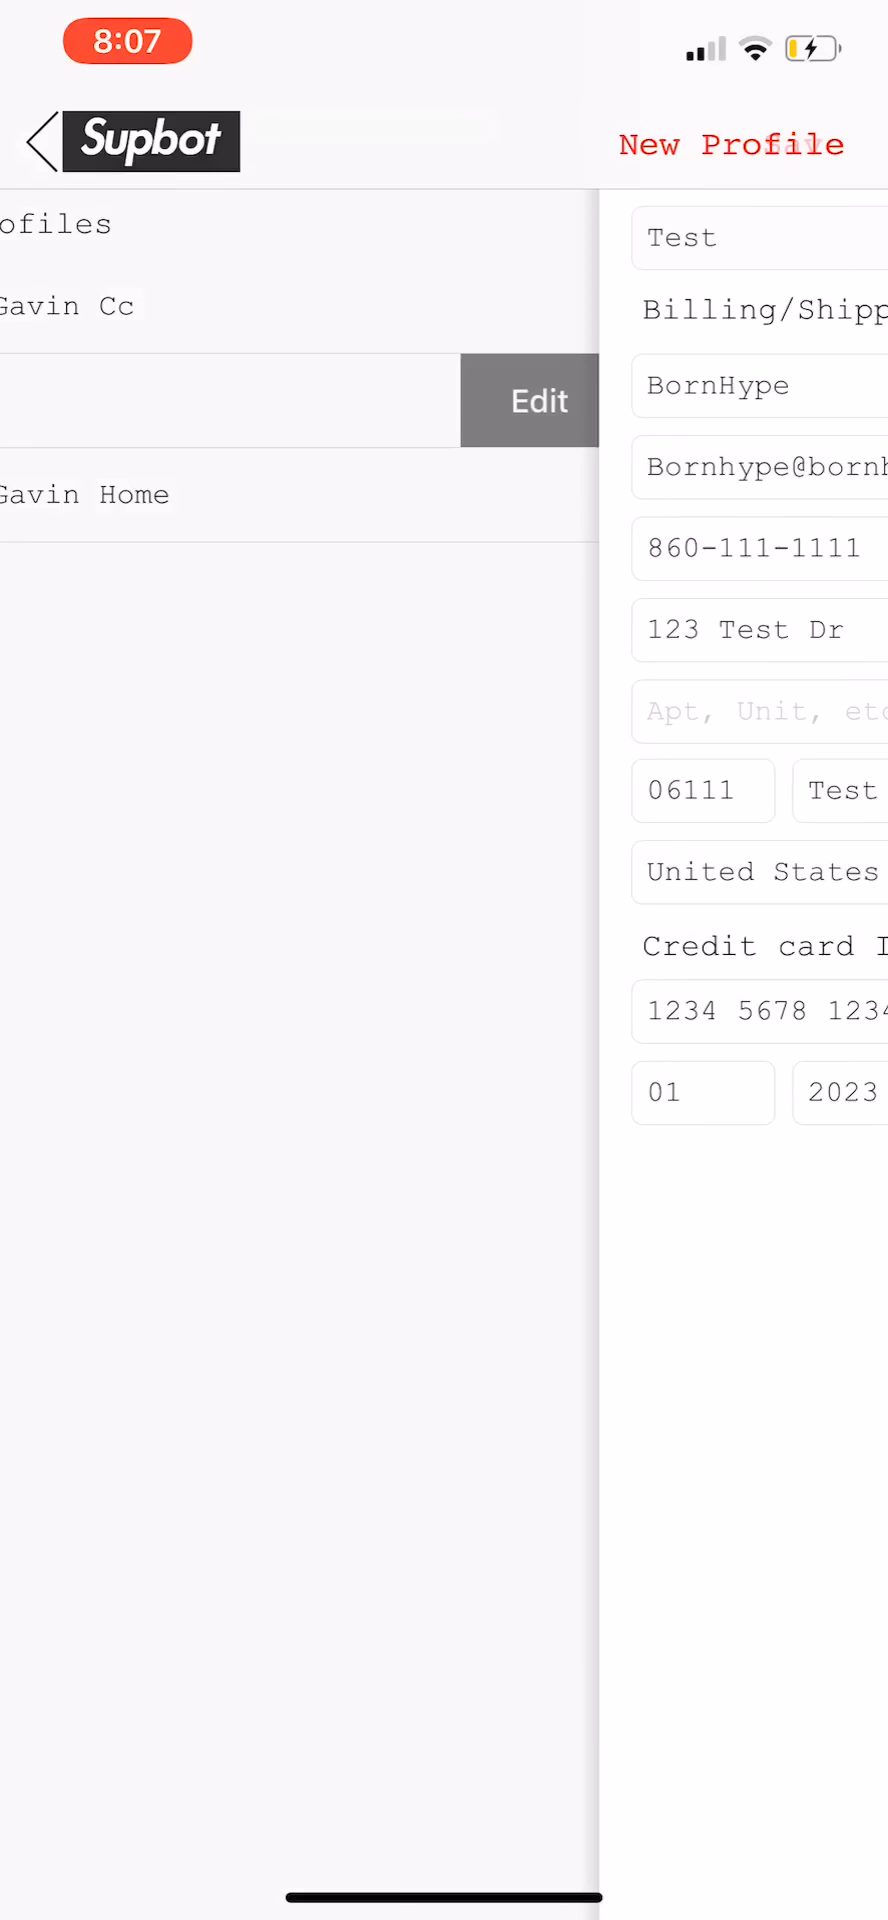 8:07
Supbot
New Profile
ofiles
Gavin Cc
Edit
Gavin Home
Test
Billing/Shipp
BornHype
Bornhype@bornh
860-111-1111
123 Test Dr
Apt, Unit, etc
06111 Test
United States
Credit card I
1234 5678 1234
01 2023